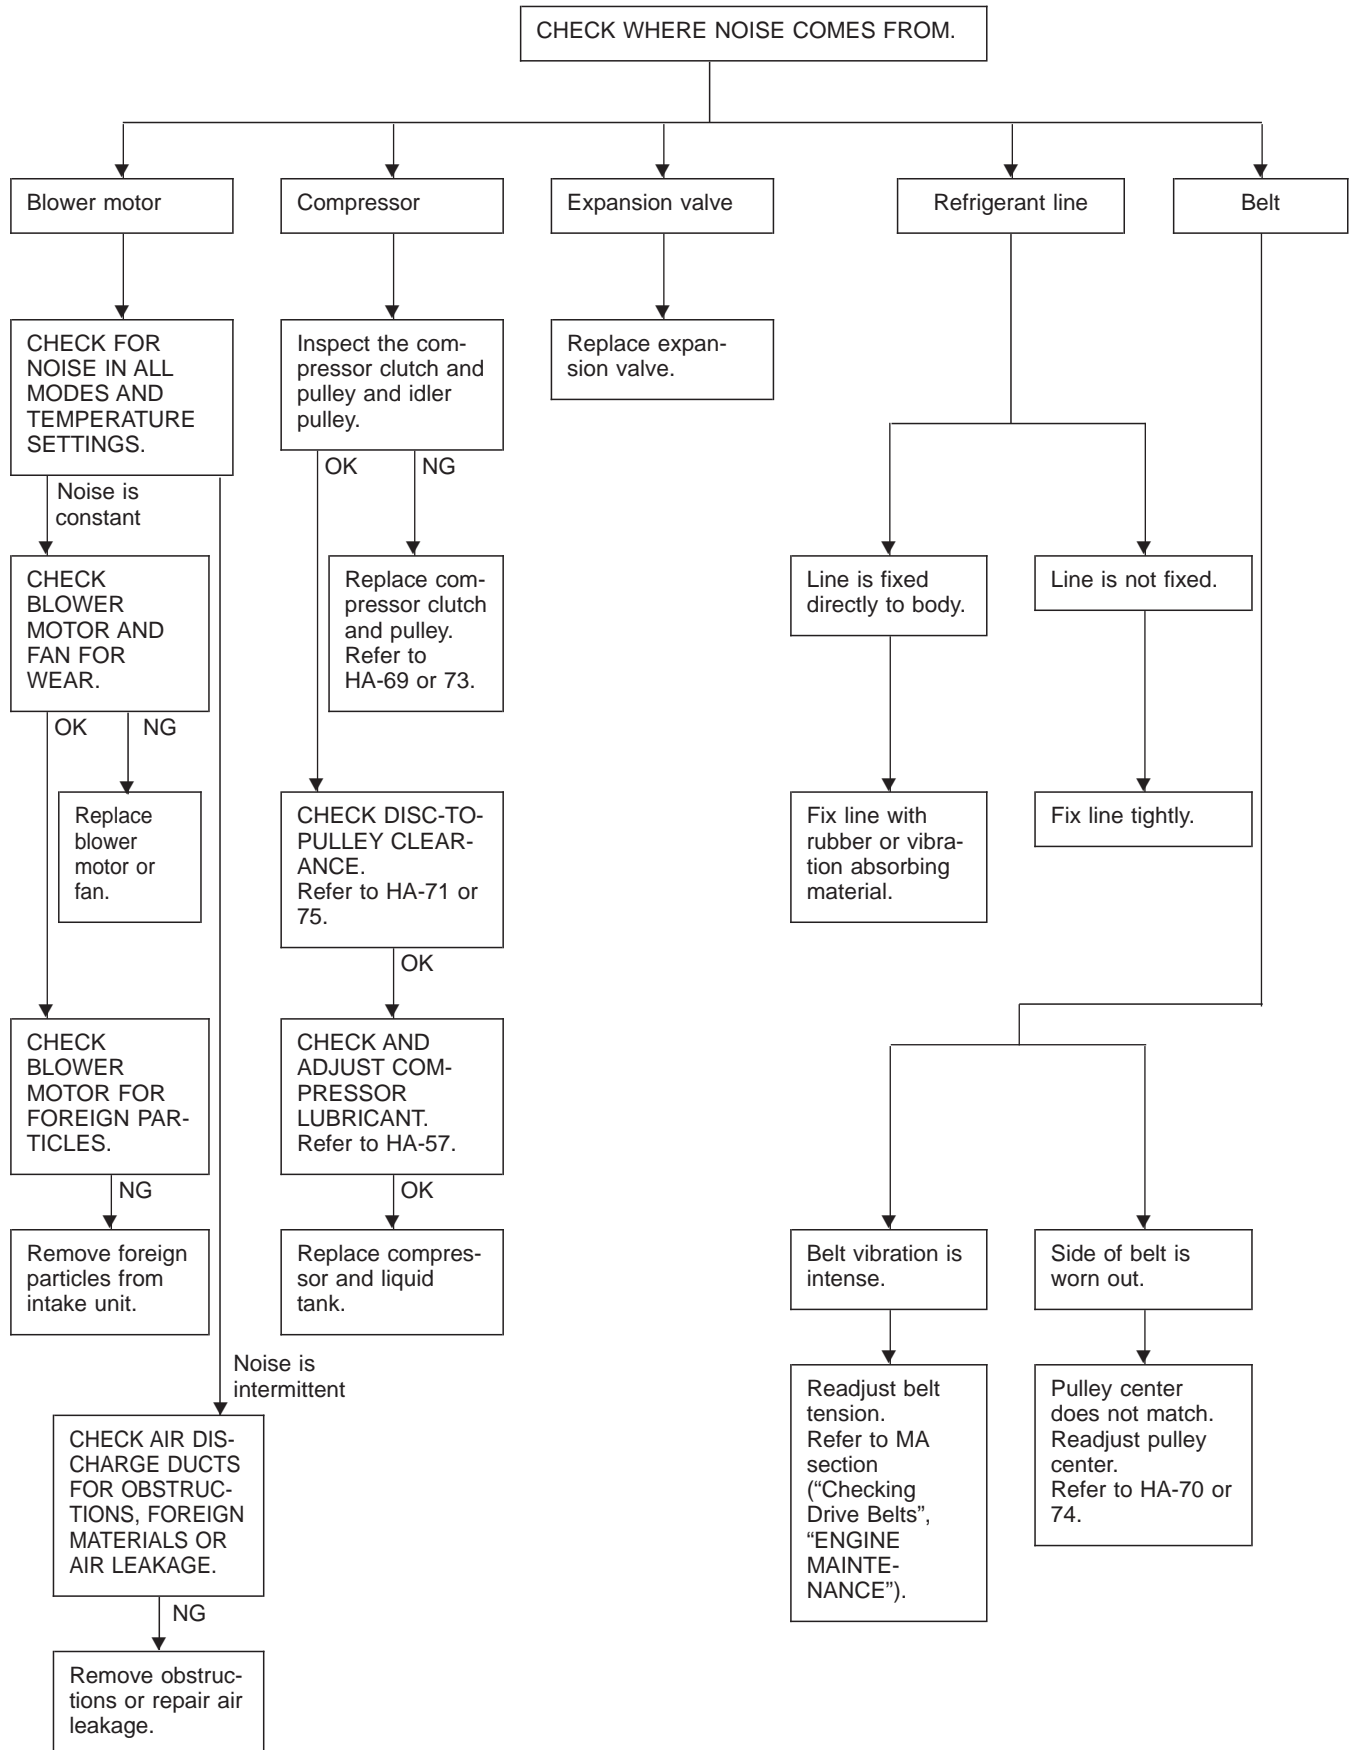 CHECK WHERE NOISE COMES FROM.
Blower motor
Compressor
Expansion valve
Refrigerant line
Belt
CHECK FOR
NOISE IN ALL
MODES AND
TEMPERATURE
SETTINGS.
Inspect the com-
pressor clutch and
pulley and idler
pulley.
Replace expan-
sion valve.
Noise is
constant
OK
NG
CHECK
BLOWER
MOTOR AND
FAN FOR
WEAR.
Replace com-
pressor clutch
and pulley.
Refer to
HA-69 or 73.
Line is fixed
directly to body.
Line is not fixed.
OK
NG
Replace
blower
motor or
fan.
CHECK DISC-TO-
PULLEY CLEAR-
ANCE.
Refer to HA-71 or
75.
Fix line with
rubber or vibra-
tion absorbing
material.
Fix line tightly.
OK
CHECK
BLOWER
MOTOR FOR
FOREIGN PAR-
TICLES.
CHECK AND
ADJUST COM-
PRESSOR
LUBRICANT.
Refer to HA-57.
NG
OK
Remove foreign
particles from
intake unit.
Replace compres-
sor and liquid
tank.
Belt vibration is
intense.
Side of belt is
worn out.
Noise is
intermittent
Readjust belt
tension.
Refer to MA
section
(“Checking
Drive Belts”,
“ENGINE
MAINTE-
NANCE”).
Pulley center
does not match.
Readjust pulley
center.
Refer to HA-70 or
74.
CHECK AIR DIS-
CHARGE DUCTS
FOR OBSTRUC-
TIONS, FOREIGN
MATERIALS OR
AIR LEAKAGE.
NG
Remove obstruc-
tions or repair air
leakage.